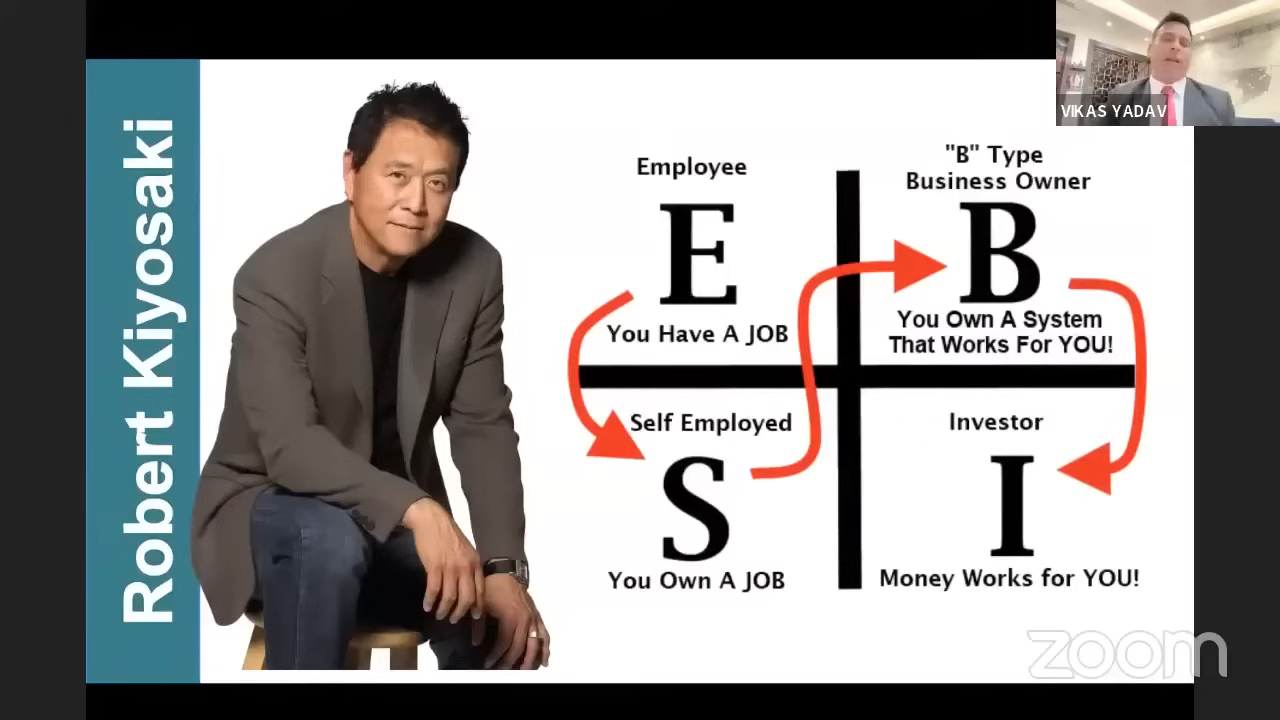 Robert Kiyosaki
VIKAS YADAV
Employee
E
You Have A JOB
"B" Type
Business Owner
B
You Own A System
That Works For YOU!
Self Employed
S
You Own A JOB
Investor
I
Money Works for YOU!
zoom